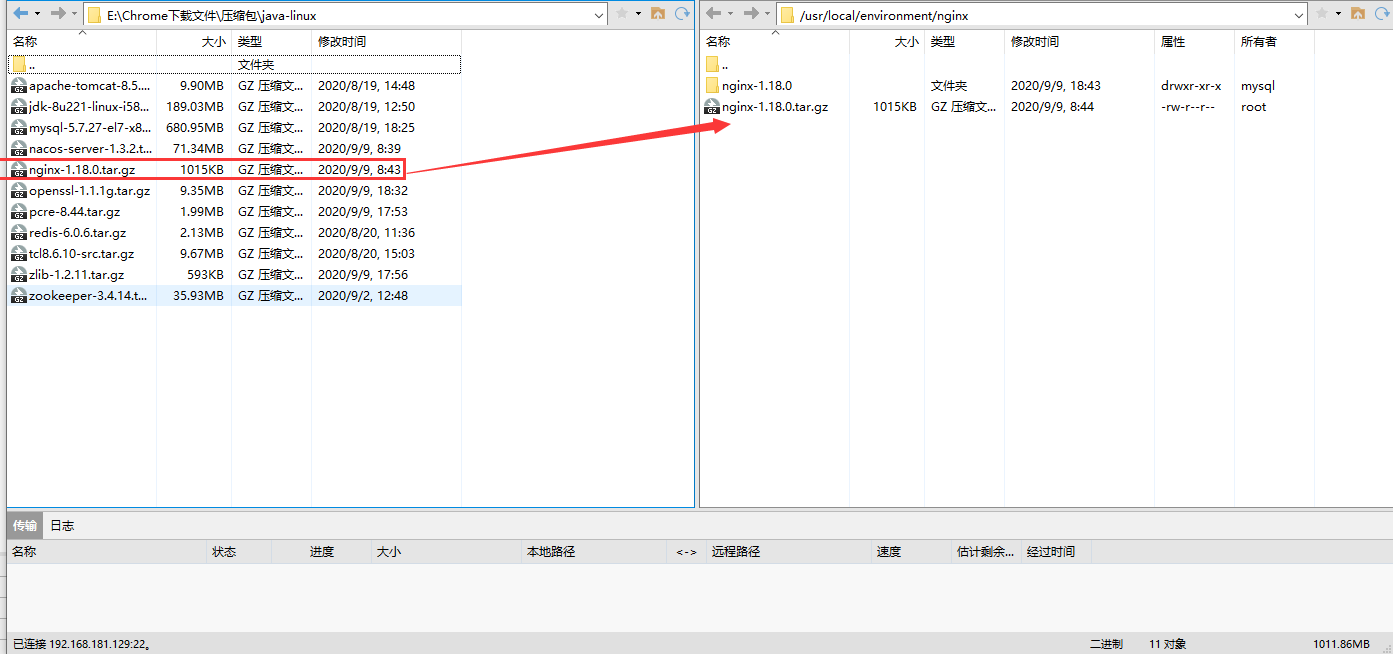 E:\Chrome下载文件\压缩包\java-linux
名称 大小 类型 修改时间
.. 文件夹
apache-tomcat-8.5.... 9.90MB GZ 压缩文... 2020/8/19, 14:48
jdk-8u221-linux-i58... 189.03MB GZ 压缩文... 2020/8/19, 12:50
mysql-5.7.27-el7-x8... 680.95MB GZ 压缩文... 2020/8/19, 18:25
nacos-server-1.3.2.t... 71.34MB GZ 压缩文... 2020/9/9, 8:39
nginx-1.18.0.tar.gz 1015KB GZ 压缩文... 2020/9/9, 8:43
openssl-1.1.1g.tar.gz 9.35MB GZ 压缩文... 2020/9/9, 18:32
pcre-8.44.tar.gz 1.99MB GZ 压缩文... 2020/9/9, 17:53
redis-6.0.6.tar.gz 2.13MB GZ 压缩文... 2020/8/20, 11:36
tcl8.6.10-src.tar.gz 9.67MB GZ 压缩文... 2020/8/20, 15:03
zlib-1.2.11.tar.gz 593KB GZ 压缩文... 2020/9/9, 17:56
zookeeper-3.4.14.t... 35.93MB GZ 压缩文... 2020/9/2, 12:48
/usr/local/environment/nginx
名称 大小 类型 修改时间 属性 所有者
..
nginx-1.18.0 文件夹 2020/9/9, 18:43 drwxr-xr-x mysql
nginx-1.18.0.tar.gz 1015KB GZ 压缩文... 2020/9/9, 8:44 -rw-r--r-- root
传输 日志
名称 状态 进度 大小 本地路径 <-> 远程路径 速度 估计剩余... 经过时间
已连接 192.168.181.129:22。 二进制 11 对象 1011.86MB